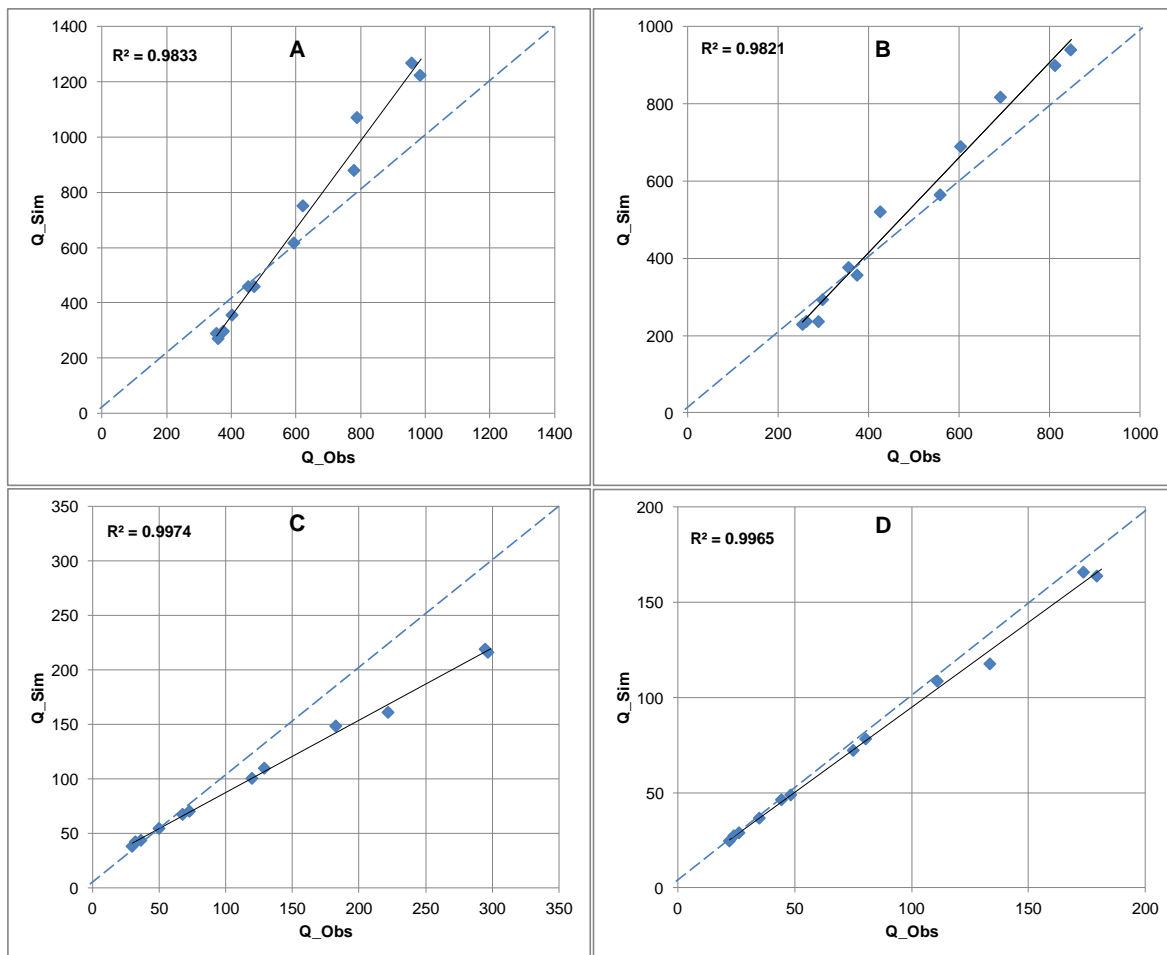 A
R² = 0.9833
Q_Sim
1400
1200
1000
800
600
400
200
0
0 200 400 600 800 1000 1200 1400
Q_Obs
B
R² = 0.9821
Q_Sim
1000
800
600
400
200
0
0 200 400 600 800 1000
Q_Obs
C
R² = 0.9974
Q_Sim
350
300
250
200
150
100
50
0
0 50 100 150 200 250 300 350
Q_Obs
D
R² = 0.9965
Q_Sim
200
150
100
50
0
0 50 100 150 200
Q_Obs